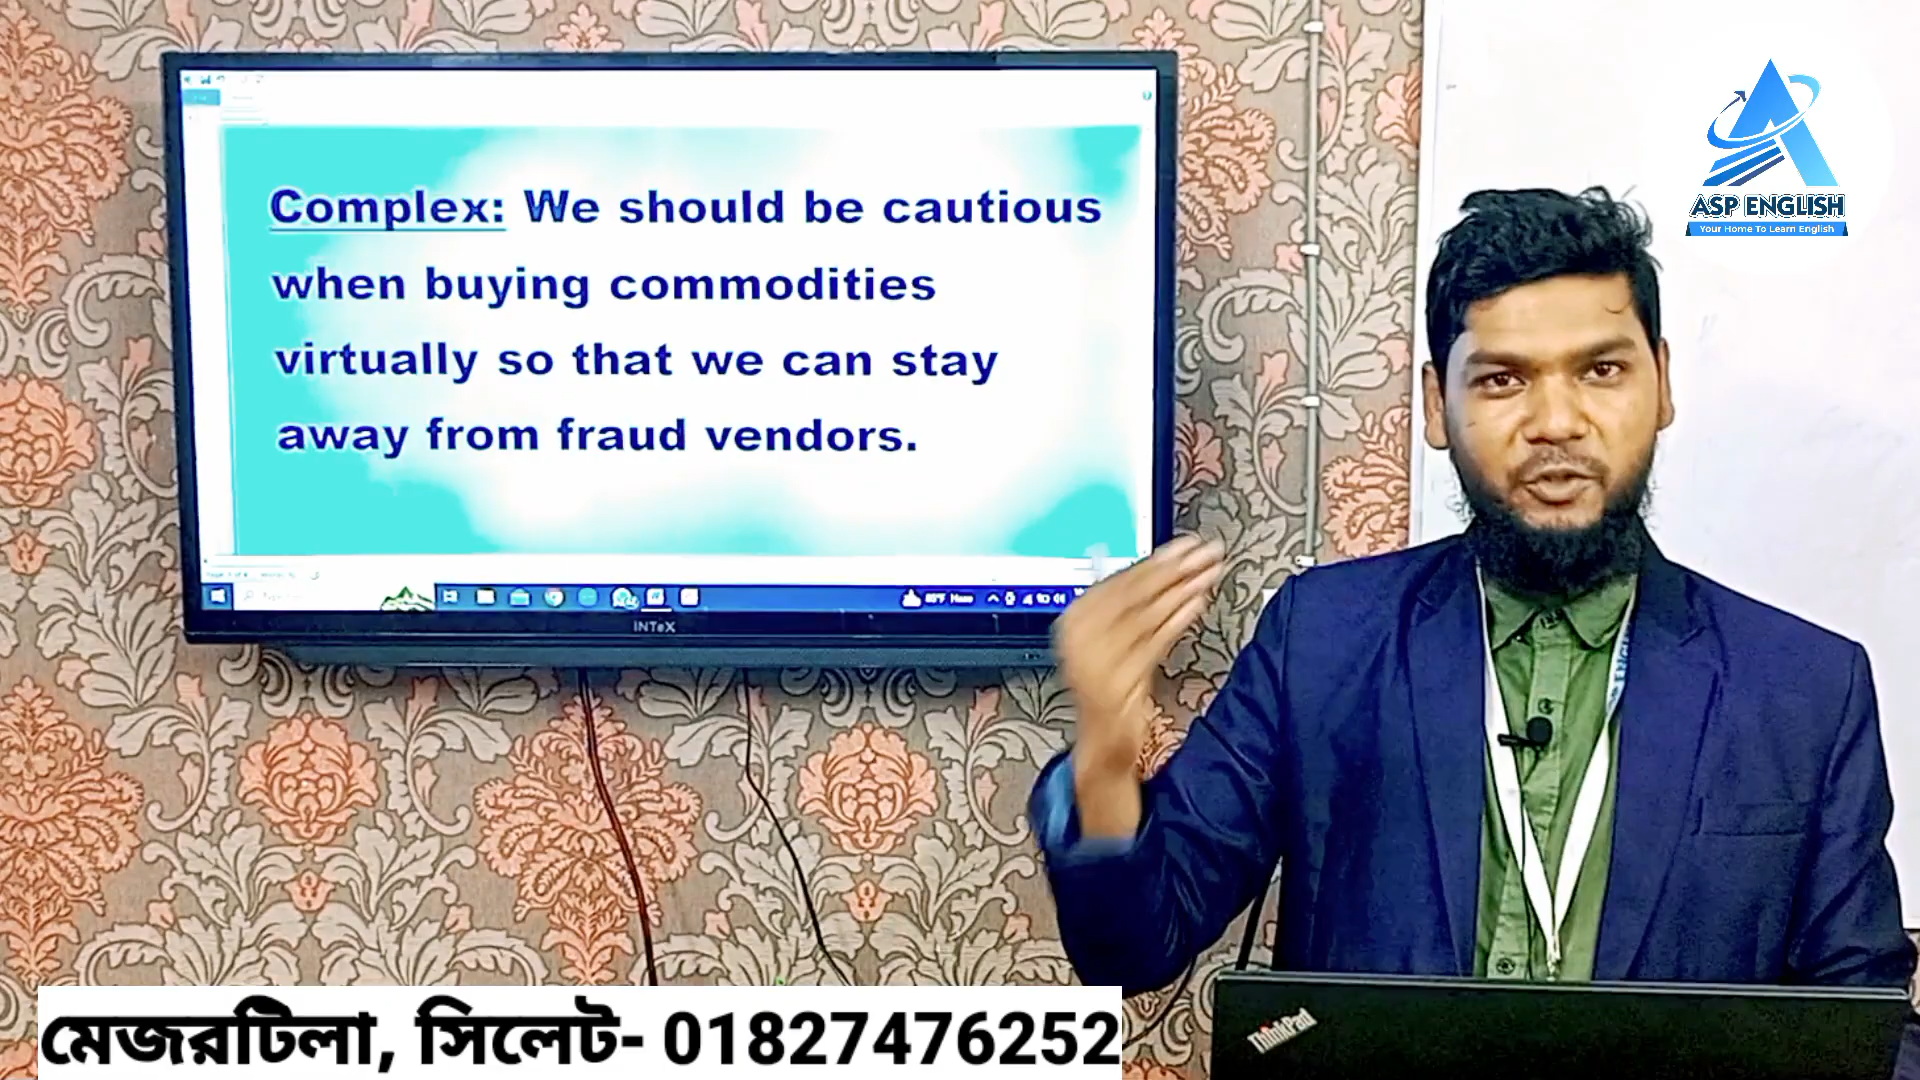 Complex: We should be cautious
when buying commodities
virtually so that we can stay
away from fraud vendors.
INTeX
ASP ENGLISH
Your Home To Learn English
ThinkPad
মেজরটিলা, সিলেট- 01827476252